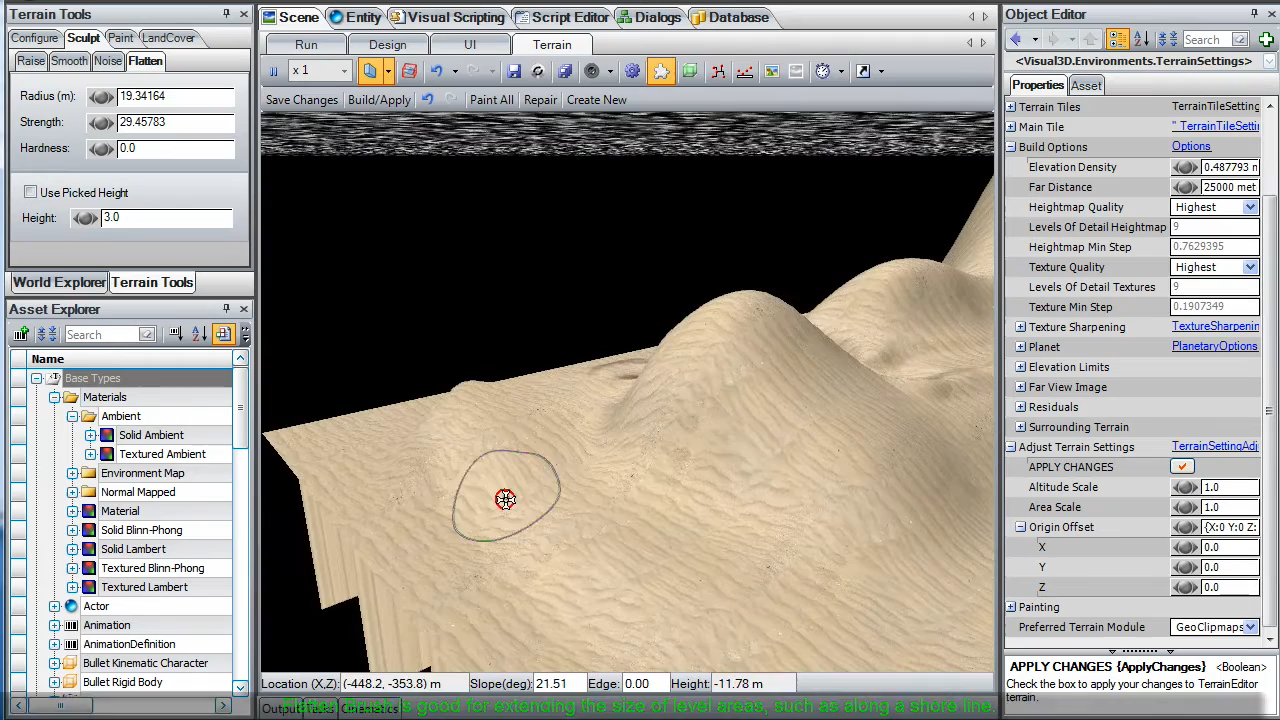 Terrain Tools
Configure Sculpt Paint LandCover
Raise Smooth Noise Flatten
Radius (m): 19.34164
Strength: 29.45783
Hardness: 0.0
Use Picked Height
Height: 3.0
World Explorer Terrain Tools
Asset Explorer
Search
Name
Base Types
Materials
Ambient
Solid Ambient
Textured Ambient
Environment Map
Normal Mapped
Material
Solid Blinn-Phong
Solid Lambert
Textured Blinn-Phong
Textured Lambert
Actor
Animation
AnimationDefinition
Bullet Kinematic Character
Bullet Rigid Body
Scene Entity Visual Scripting Script Editor Dialogs Database
Run Design UI Terrain
x 1
Save Changes Build/Apply Paint All Repair Create New
Location (X,Z): (-448.2, -353.8) m Slope(deg): 21.51 Edge: 0.00 Height: -11.78 m
Output Tasks Kinematics
is good for extending the size of level areas, such as along a shore line.
Object Editor
Search
<Visual3D.Environments.TerrainSettings>
Properties Asset
Terrain Tiles TerrainTileSetting
Main Tile " TerrainTileSetti
Build Options Options
Elevation Density 0.487793 n
Far Distance 25000 met
Heightmap Quality Highest
Levels Of Detail Heightmap 9
Heightmap Min Step 0.7629395
Texture Quality Highest
Levels Of Detail Textures 9
Texture Min Step 0.1907349
Texture Sharpening TextureSharpenin
Planet PlanetaryOptions
Elevation Limits
Far View Image
Residuals
Surrounding Terrain
Adjust Terrain Settings TerrainSettingAdj
APPLY CHANGES
Altitude Scale 1.0
Area Scale 1.0
Origin Offset {X:0 Y:0 Z:
X 0.0
Y 0.0
Z 0.0
Painting
Preferred Terrain Module GeoClipmaps
APPLY CHANGES {ApplyChanges} <Boolean>
Check the box to apply your changes to TerrainEditor
terrain.